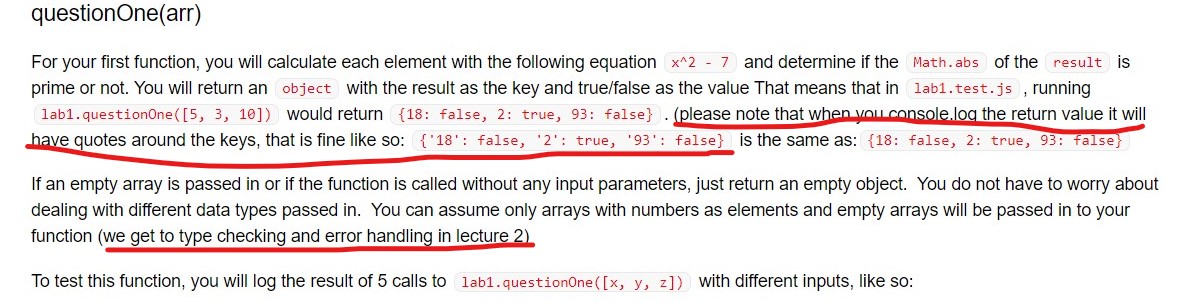 questionOne(arr)
For your first function, you will calculate each element with the following equation x^2 - 7 and determine if the Math.abs of the result is
prime or not. You will return an object with the result as the key and true/false as the value That means that in lab1.test.js , running
lab1.questionOne([5, 3, 10]) would return {18: false, 2: true, 93: false} . (please note that when you console.log the return value it will
have quotes around the keys, that is fine like so: {'18': false, '2': true, '93': false} is the same as: {18: false, 2: true, 93: false}
If an empty array is passed in or if the function is called without any input parameters, just return an empty object. You do not have to worry about
dealing with different data types passed in. You can assume only arrays with numbers as elements and empty arrays will be passed in to your
function (we get to type checking and error handling in lecture 2)
To test this function, you will log the result of 5 calls to lab1.questionOne([x, y, z]) with different inputs, like so: